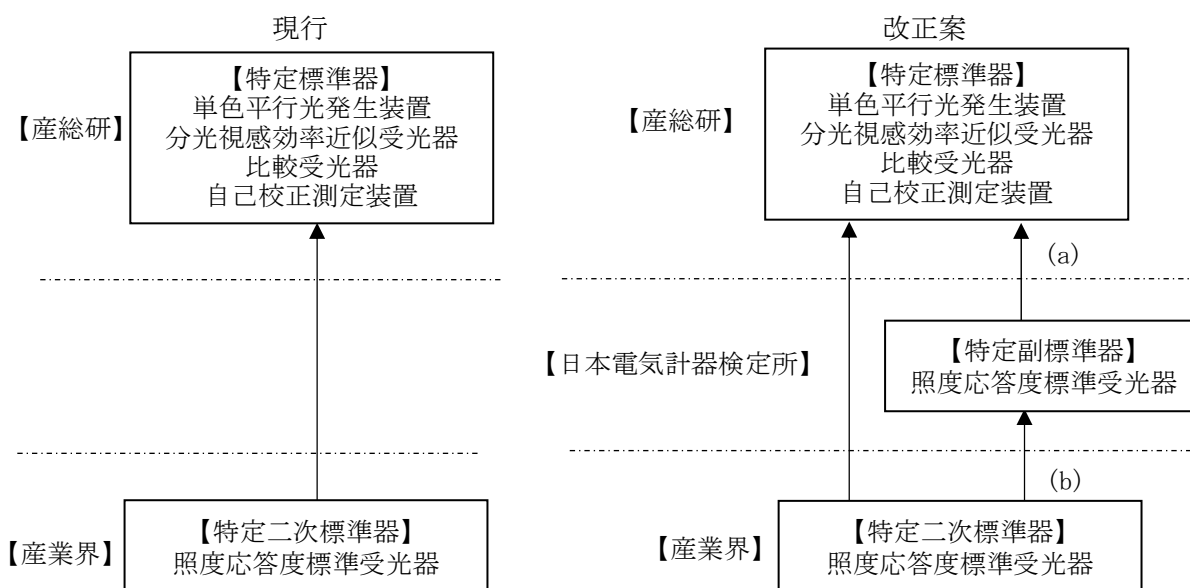 現行
【産総研】
【特定標準器】
単色平行光発生装置
分光視感効率近似受光器
比較受光器
自己校正測定装置
【産業界】
【特定二次標準器】
照度応答度標準受光器
改正案
【産総研】
【特定標準器】
単色平行光発生装置
分光視感効率近似受光器
比較受光器
自己校正測定装置
(a)
【日本電気計器検定所】
【特定副標準器】
照度応答度標準受光器
(b)
【産業界】
【特定二次標準器】
照度応答度標準受光器